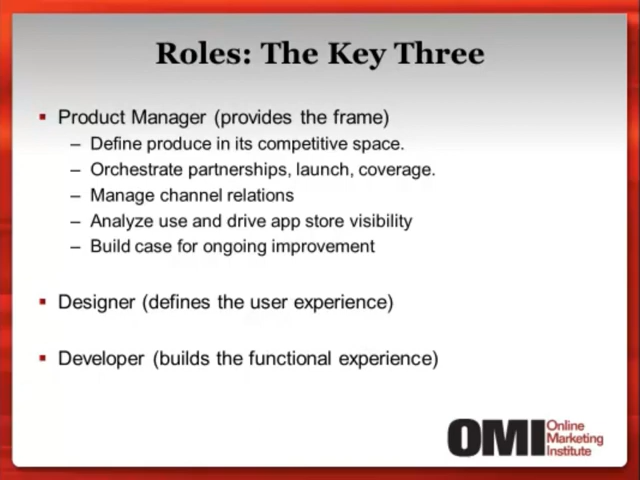 Roles: The Key Three
▪ Product Manager (provides the frame)
– Define produce in its competitive space.
– Orchestrate partnerships, launch, coverage.
– Manage channel relations
– Analyze use and drive app store visibility
– Build case for ongoing improvement
▪ Designer (defines the user experience)
▪ Developer (builds the functional experience)
OMI
Online
Marketing
Institute